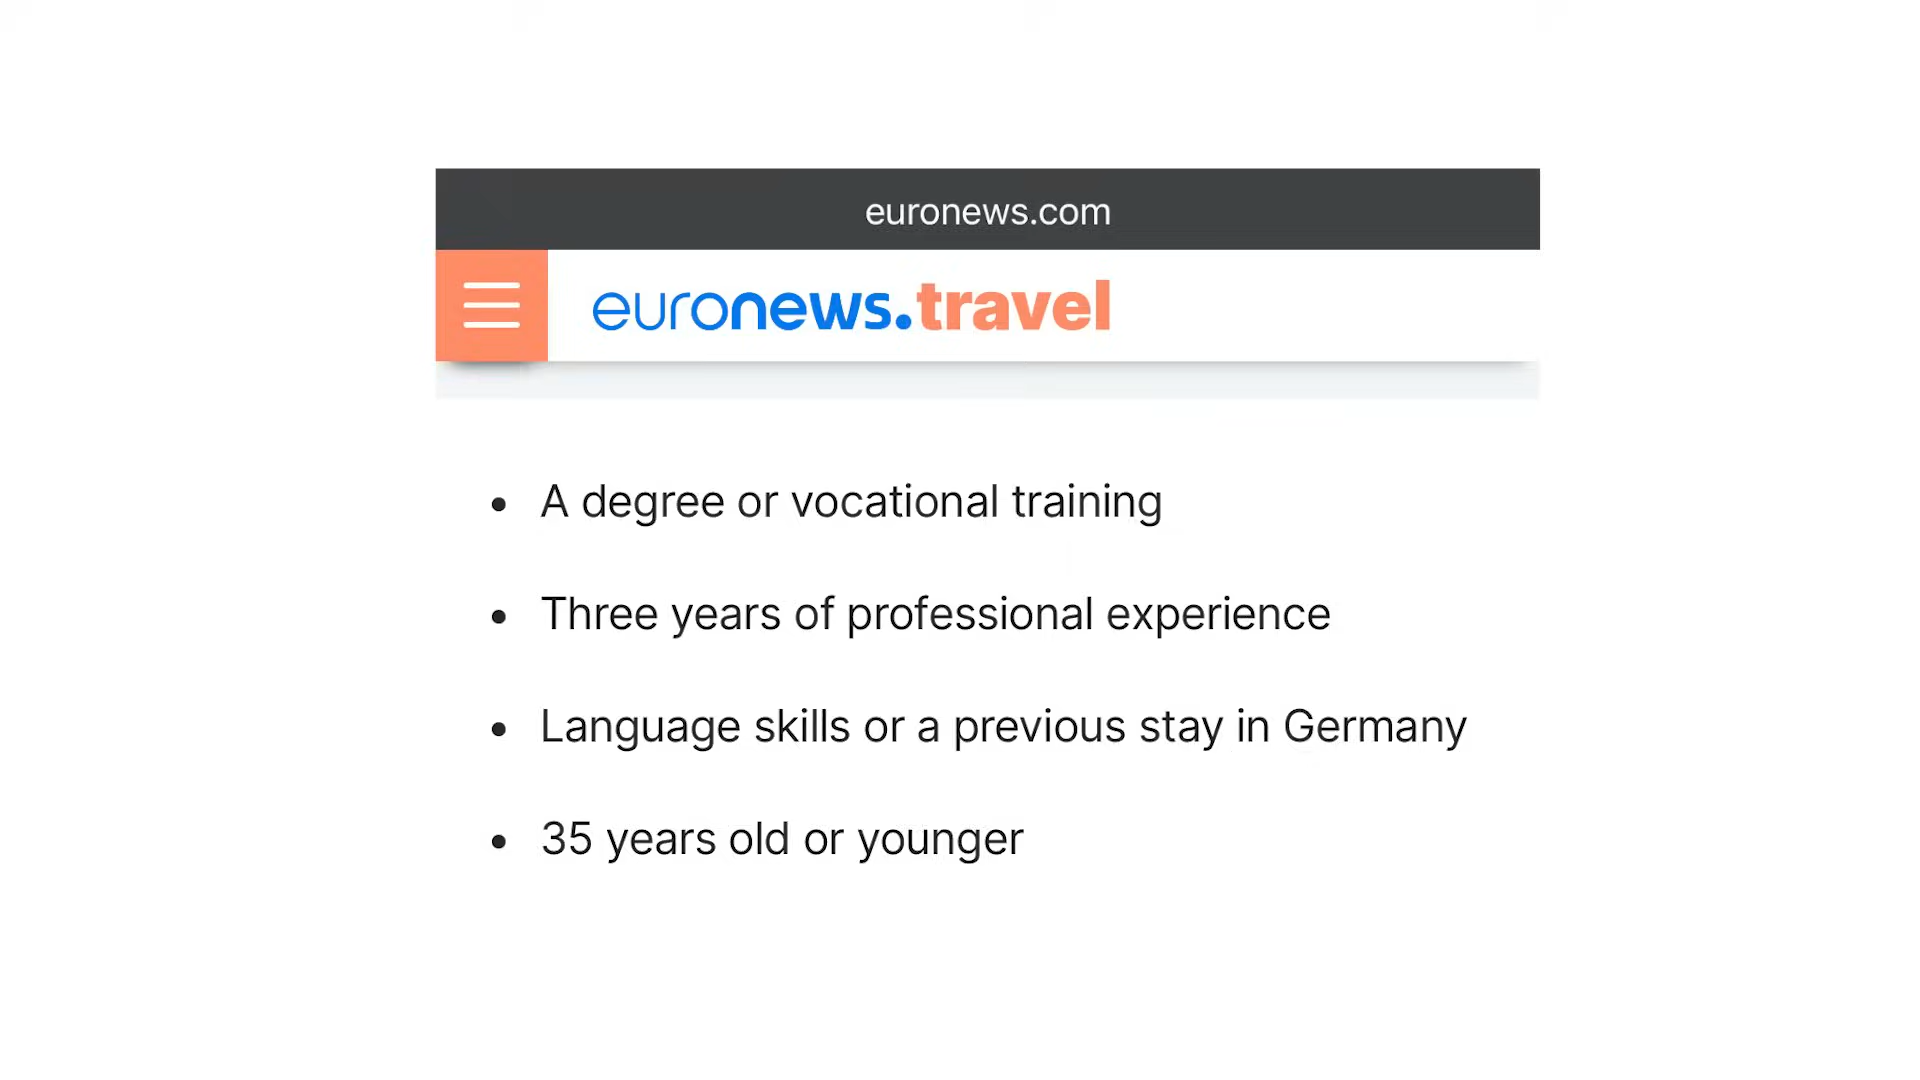 euronews.com
euronews.travel
• A degree or vocational training
• Three years of professional experience
• Language skills or a previous stay in Germany
• 35 years old or younger